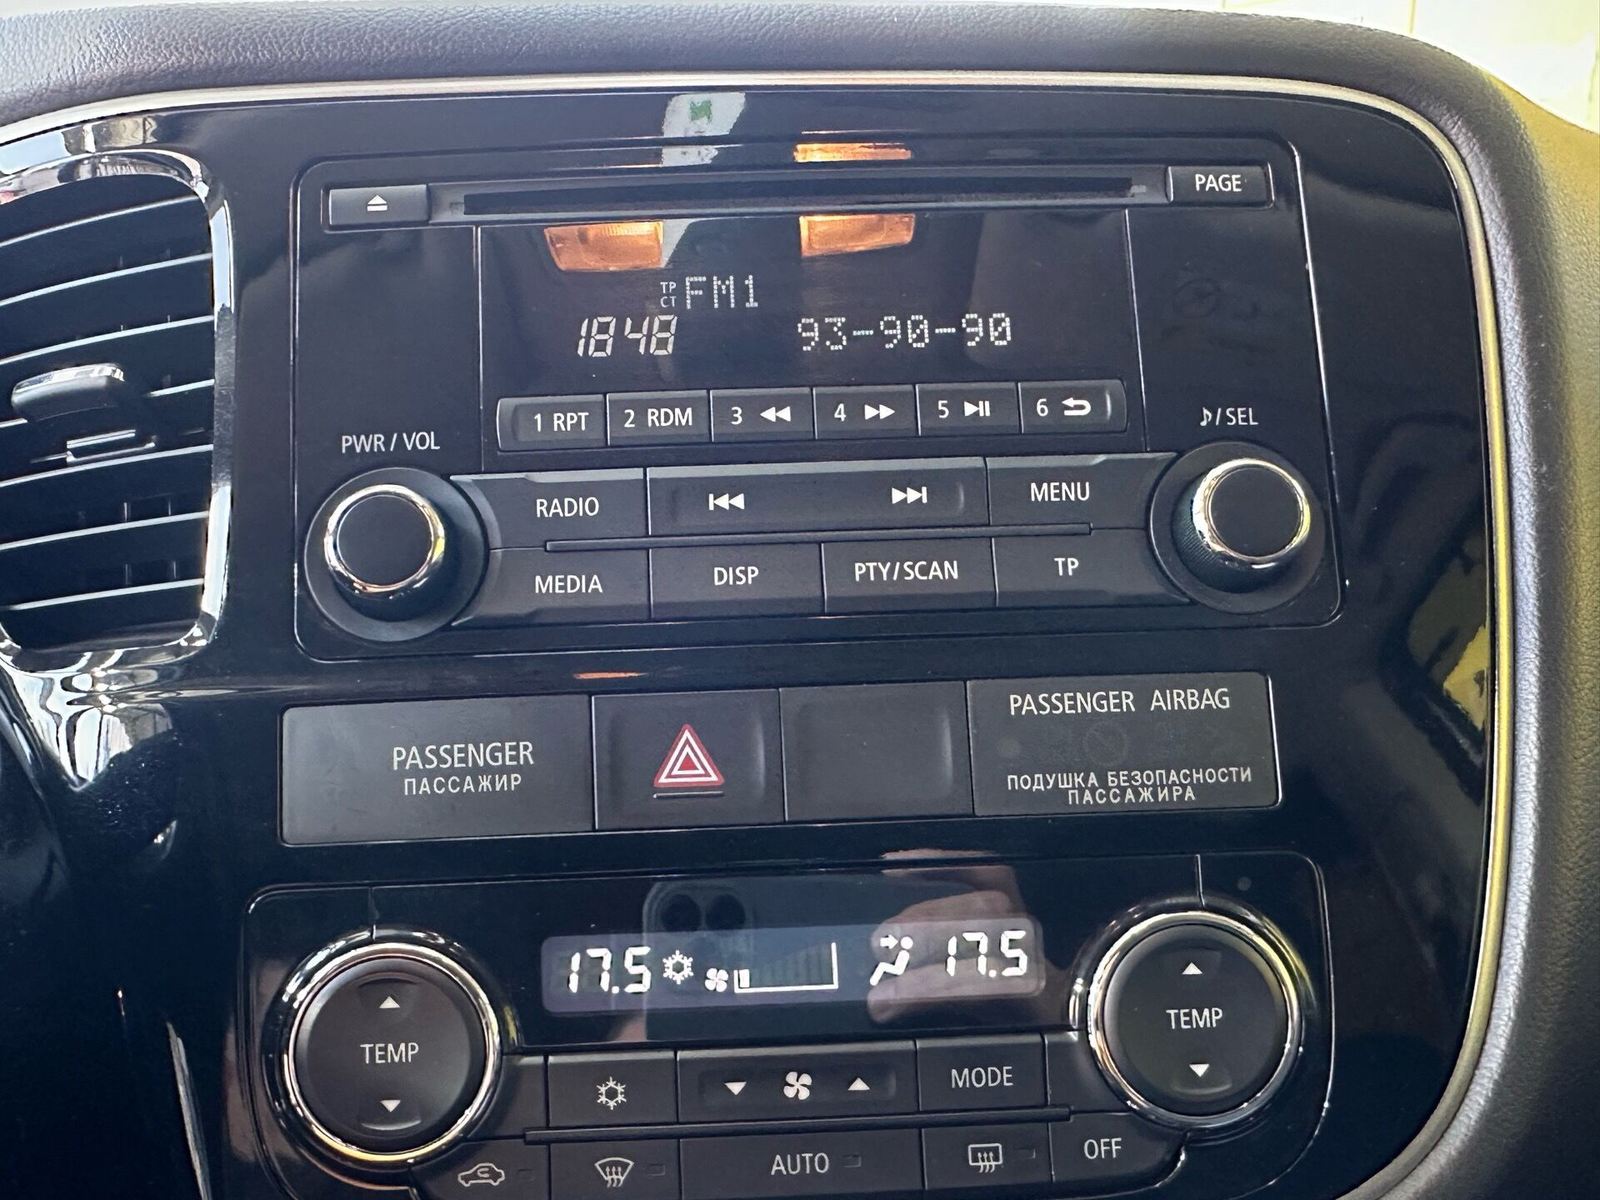 PAGE
TP
CT FM1
1848 93-90-90
1 RPT 2 RDM 3 4 5 6
PWR / VOL
/ SEL
RADIO MENU
MEDIA DISP PTY/SCAN TP
PASSENGER
ПАССАЖИР
PASSENGER AIRBAG
ПОДУШКА БЕЗОПАСНОСТИ
ПАССАЖИРА
17.5 17.5
TEMP
TEMP
MODE
AUTO OFF